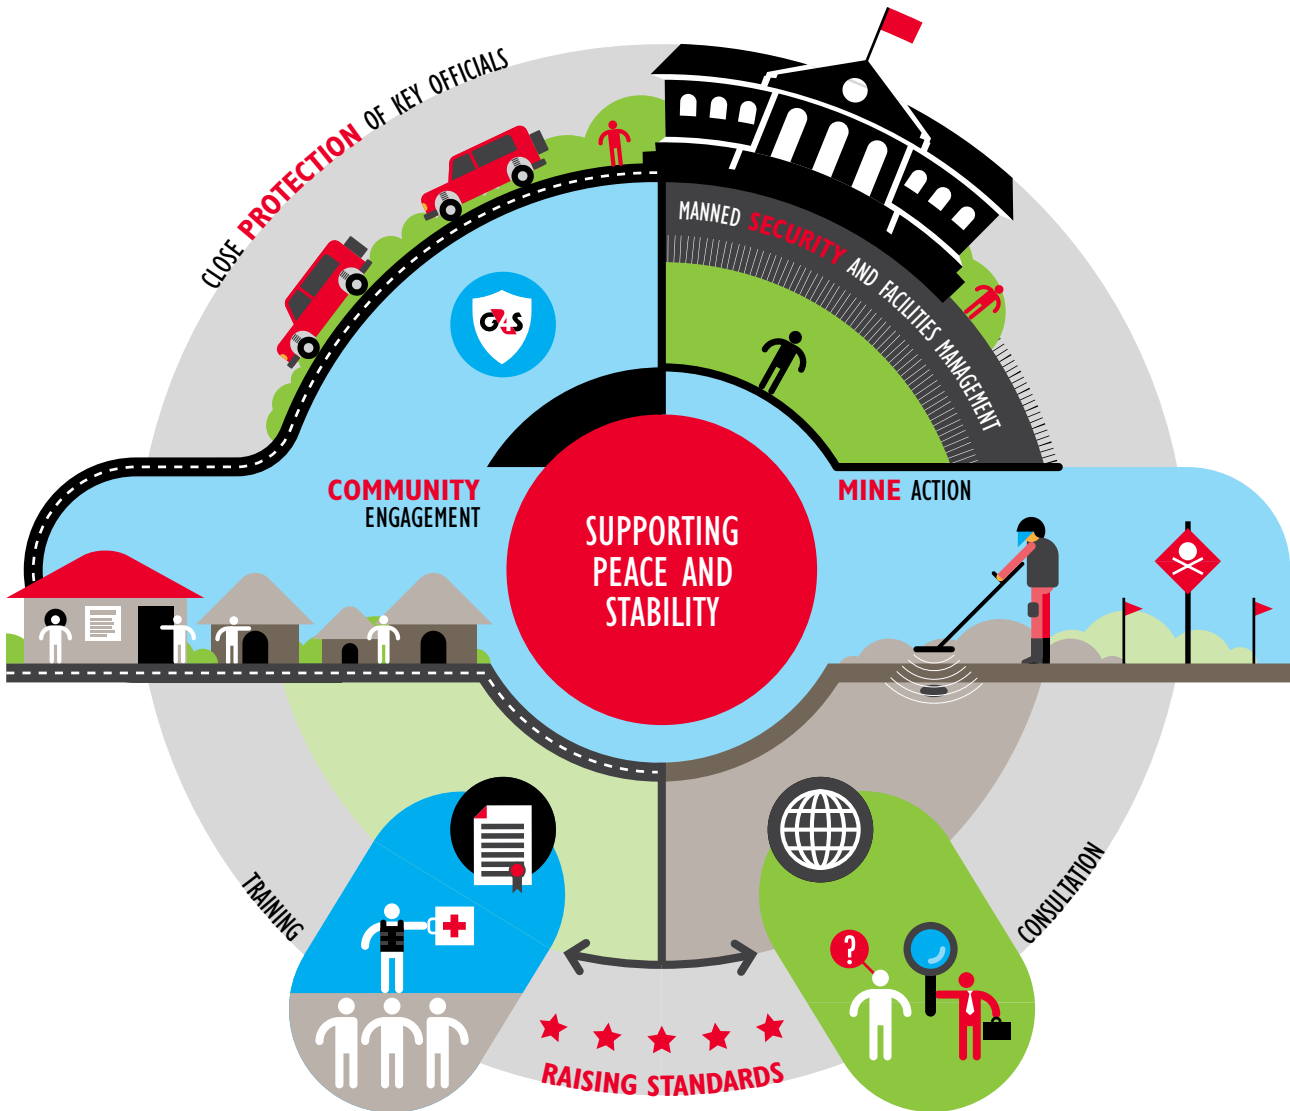 CLOSE PROTECTION OF KEY OFFICIALS
MANNED SECURITY AND FACILITIES MANAGEMENT
G4S
COMMUNITY
ENGAGEMENT
MINE ACTION
SUPPORTING
PEACE AND
STABILITY
TRAINING
CONSULTATION
?
RAISING STANDARDS